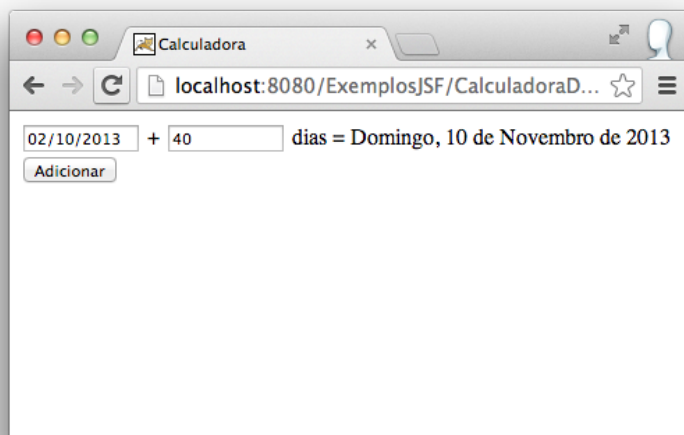 Calculadora
localhost:8080/ExemplosJSF/CalculadoraD...
02/10/2013 + 40 dias = Domingo, 10 de Novembro de 2013
Adicionar